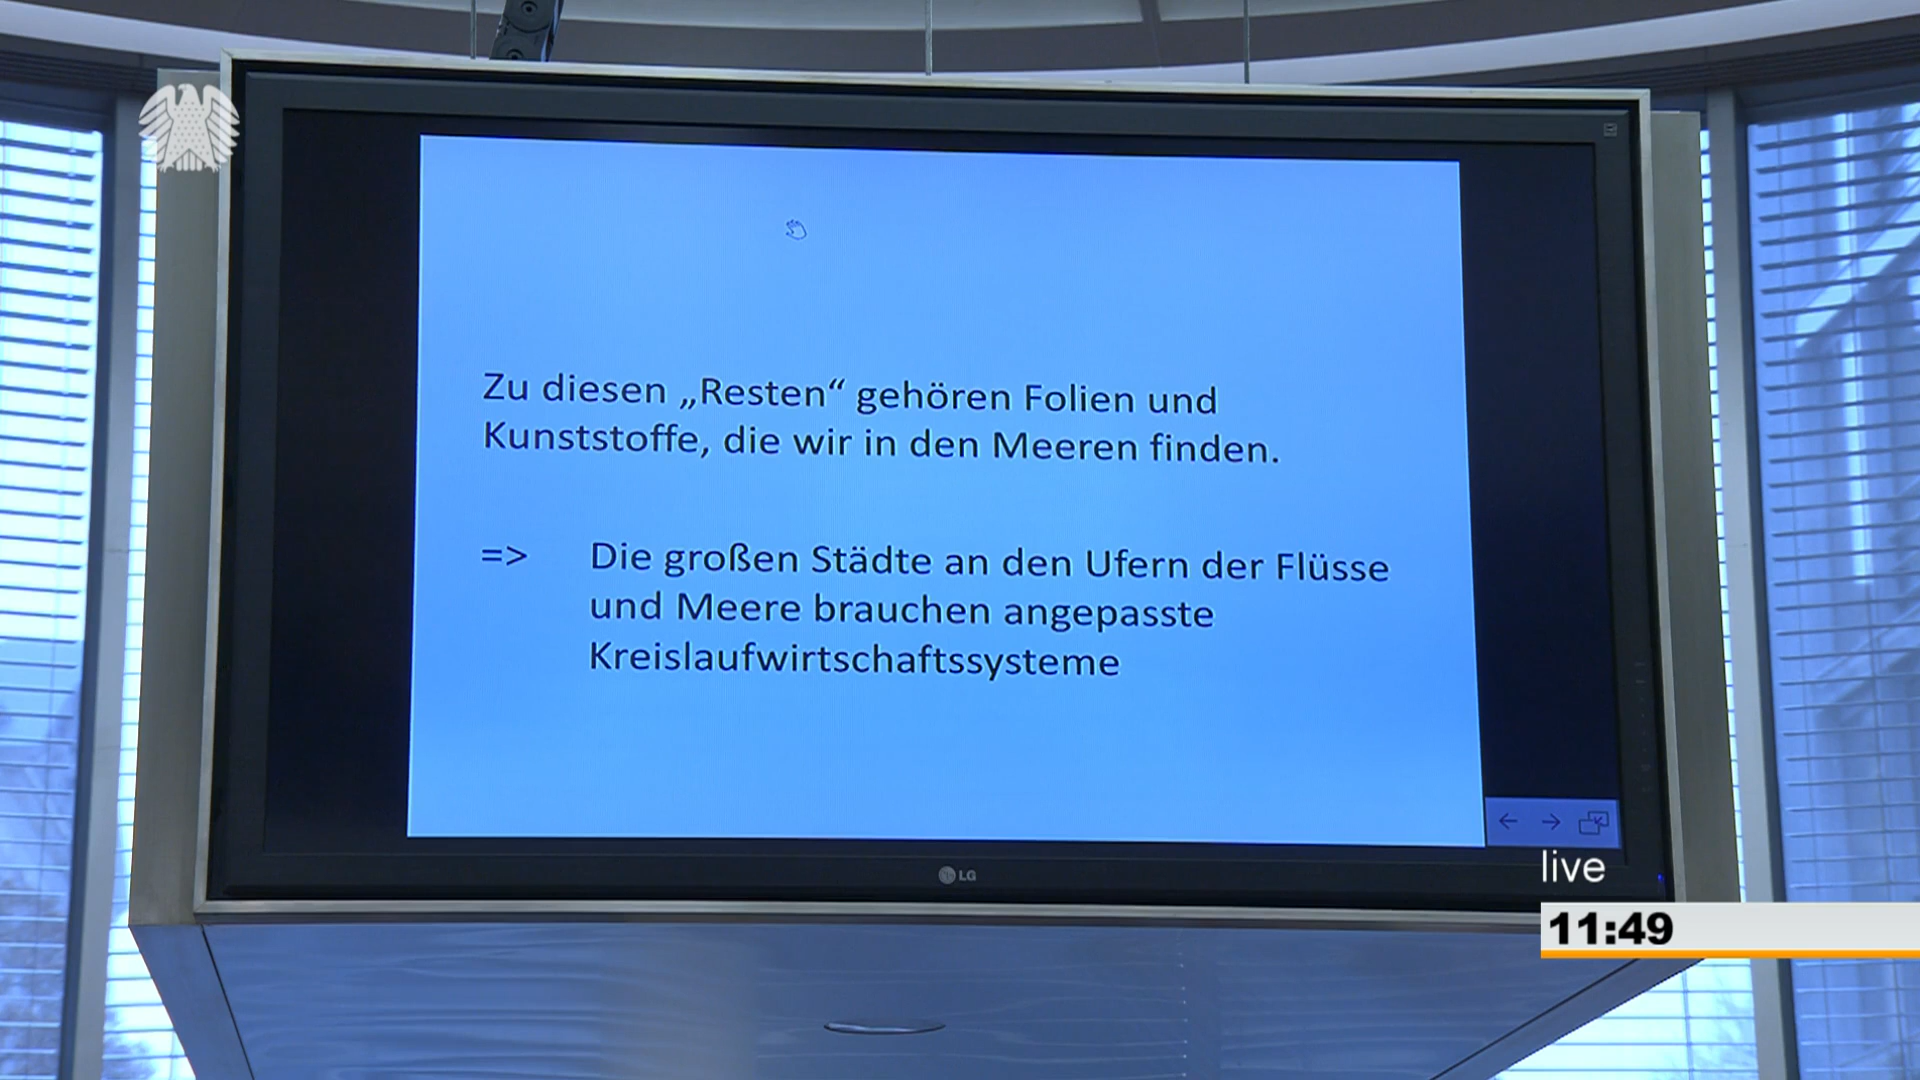 Zu diesen „Resten“ gehören Folien und
Kunststoffe, die wir in den Meeren finden.
=> Die großen Städte an den Ufern der Flüsse
und Meere brauchen angepasste
Kreislaufwirtschaftssysteme
LG
live
11:49